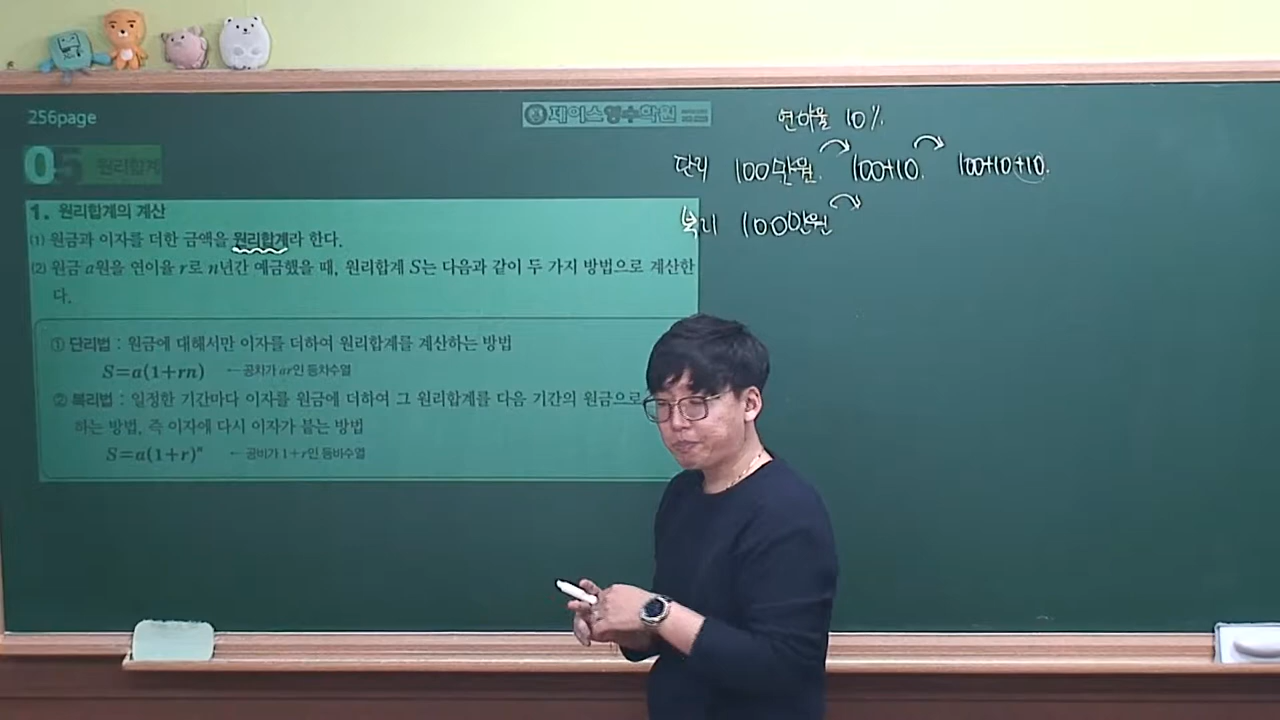 256page
제이스영수학원
05 원리합계
1. 원리합계의 계산
(1) 원금과 이자를 더한 금액을 원리합계라 한다.
(2) 원금 a원을 연이율 r로 n년간 예금했을 때, 원리합계 S는 다음과 같이 두 가지 방법으로 계산한
다.
① 단리법 : 원금에 대해서만 이자를 더하여 원리합계를 계산하는 방법
S=a(1+rn) ←공차가 ar인 등차수열
② 복리법 : 일정한 기간마다 이자를 원금에 더하여 그 원리합계를 다음 기간의 원금으로
하는 방법, 즉 이자에 다시 이자가 붙는 방법
S=a(1+r)ⁿ ← 공비가 1+r인 등비수열
연이율 10%.
단리 100만원. 100+10. 100+10+10.
복리 100만원